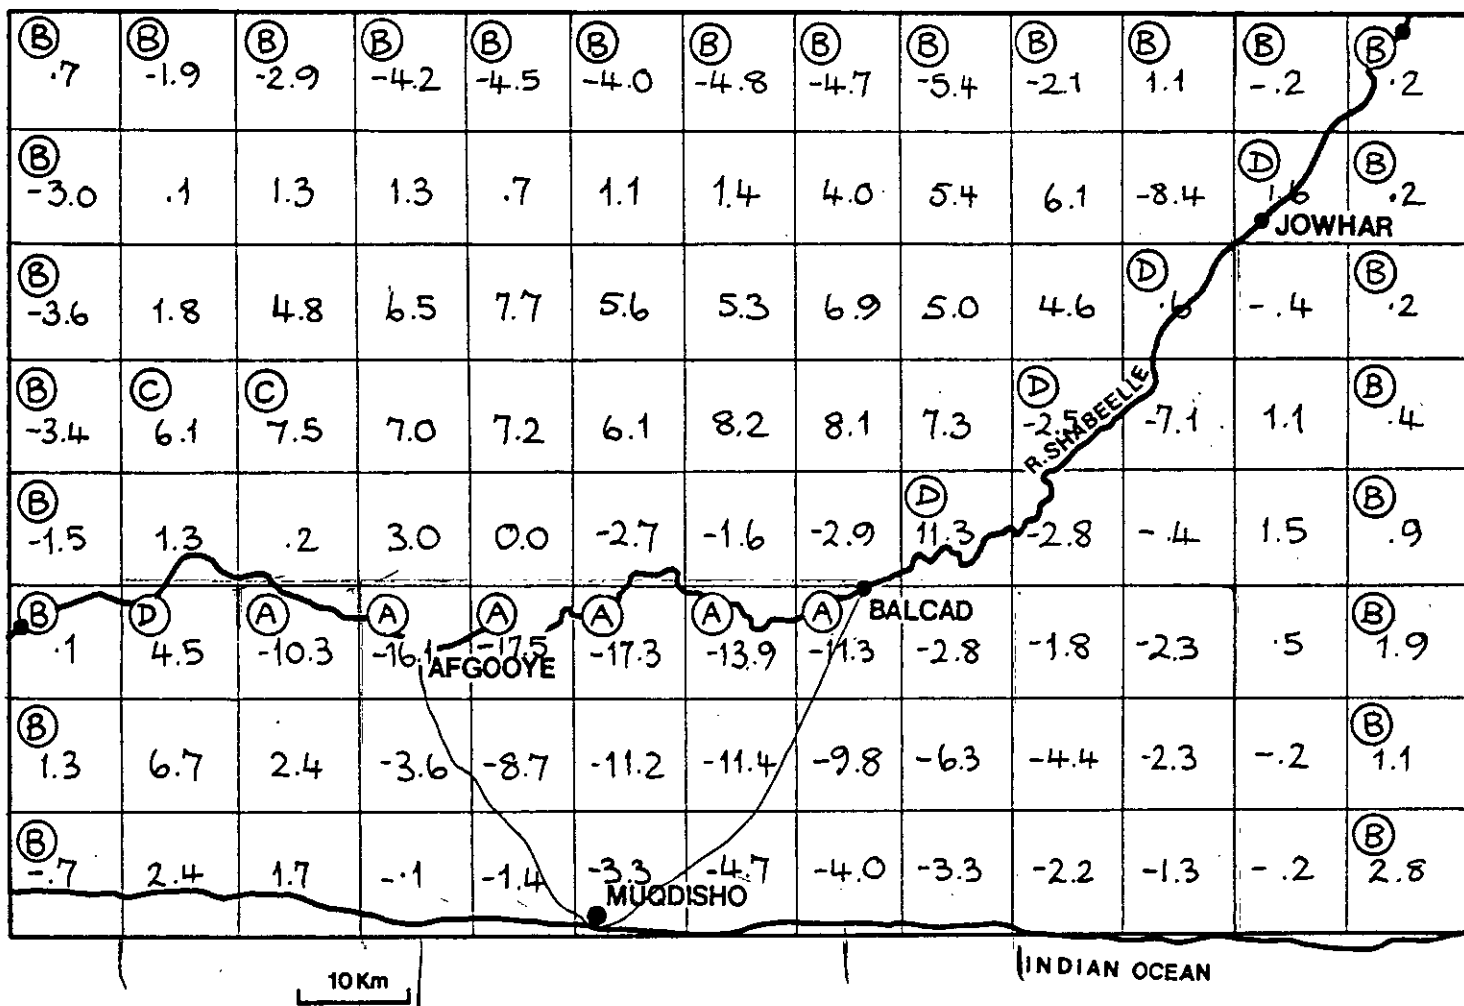 B B B B B B B B B B B B B
.7 -1.9 -2.9 -4.2 -4.5 -4.0 -4.8 -4.7 -5.4 -2.1 1.1 -.2 .2
B D B
-3.0 .1 1.3 1.3 .7 1.1 1.4 4.0 5.4 6.1 -8.4 1.6 .2
JOWHAR
B D B
-3.6 1.8 4.8 6.5 7.7 5.6 5.3 6.9 5.0 4.6 .6 -.4 .2
B C C D B
-3.4 6.1 7.5 7.0 7.2 6.1 8.2 8.1 7.3 -2.5 -7.1 1.1 .4
R.SHABEELLE
B D B
-1.5 1.3 .2 3.0 0.0 -2.7 -1.6 -2.9 11.3 -2.8 -.4 1.5 .9
B D A A A A A A BALCAD B
.1 4.5 -10.3 -16.1 -17.5 -17.3 -13.9 -11.3 -2.8 -1.8 -2.3 .5 1.9
AFGOOYE
B B
1.3 6.7 2.4 -3.6 -8.7 -11.2 -11.4 -9.8 -6.3 -4.4 -2.3 -.2 1.1
B B
-.7 2.4 1.7 -.1 -1.4 -3.3 -4.7 -4.0 -3.3 -2.2 -1.3 -.2 2.8
MUQDISHO
INDIAN OCEAN
10 Km